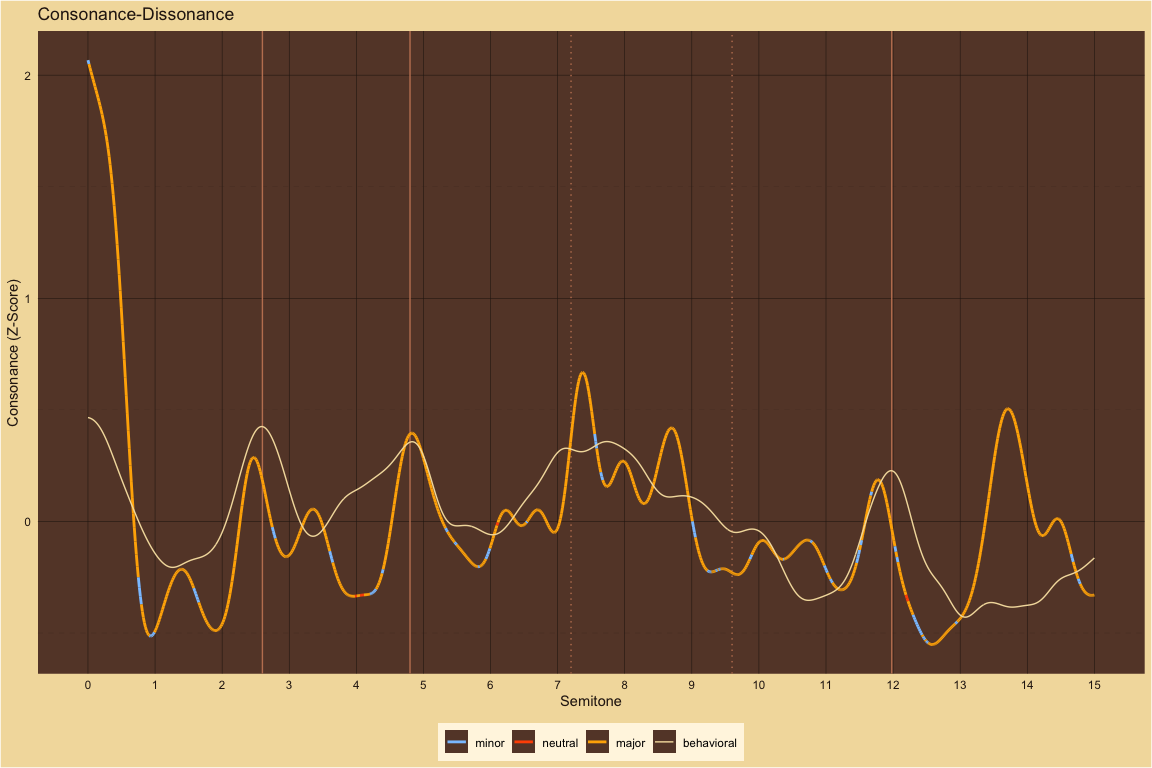 Consonance-Dissonance
Consonance (Z-Score)
2
1
0
0 1 2 3 4 5 6 7 8 9 10 11 12 13 14 15
Semitone
minor neutral major behavioral